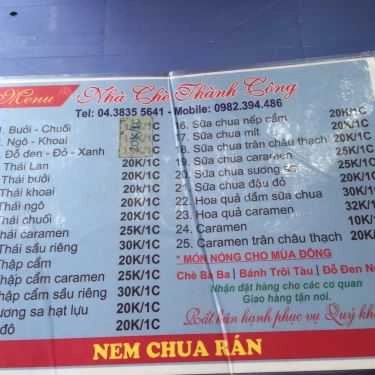 Menu Nhà Chè Thành Công
Tel: 04.3835 5641 - Mobile: 0982.394.486
Bưởi - Chuối
Ngô - Khoai 20K/1C
Đỗ đen - Đỏ - Xanh 20K/1C
Thái Lan 20K/1C
Thái bưởi 20K/1C
Thái khoai 20K/1C
Thái ngô 20K/1C
Thái chuối 20K/1C
Thái caramen 25K/1C
Thái sầu riêng 30K/1C
Thập cẩm 20K/1C
Thập cẩm caramen 25K/1C
Thập cẩm sầu riêng 30K/1C
ương sa hạt lựu 20K/1C
đỏ 20K/1C
16. Sữa chua nếp cẩm 20K/1C
17. Sữa chua mít
18. Sữa chua trân châu thạch
19. Sữa chua caramen 25K/1C
20. Sữa chua sương sa
21. Sữa chua đậu đỏ
22. Hoa quả dầm sữa chua
23. Hoa quả caramen
24. Caramen
25. Caramen trân châu thạch
* MÓN NÓNG CHO MÙA ĐÔNG
Chè Bà Ba | Bánh Trôi Tàu | Đỗ Đen
Nhận đặt hàng cho các cơ quan
Giao hàng tận nơi.
Rất hân hạnh phục vụ Quý
NEM CHUA RÁN